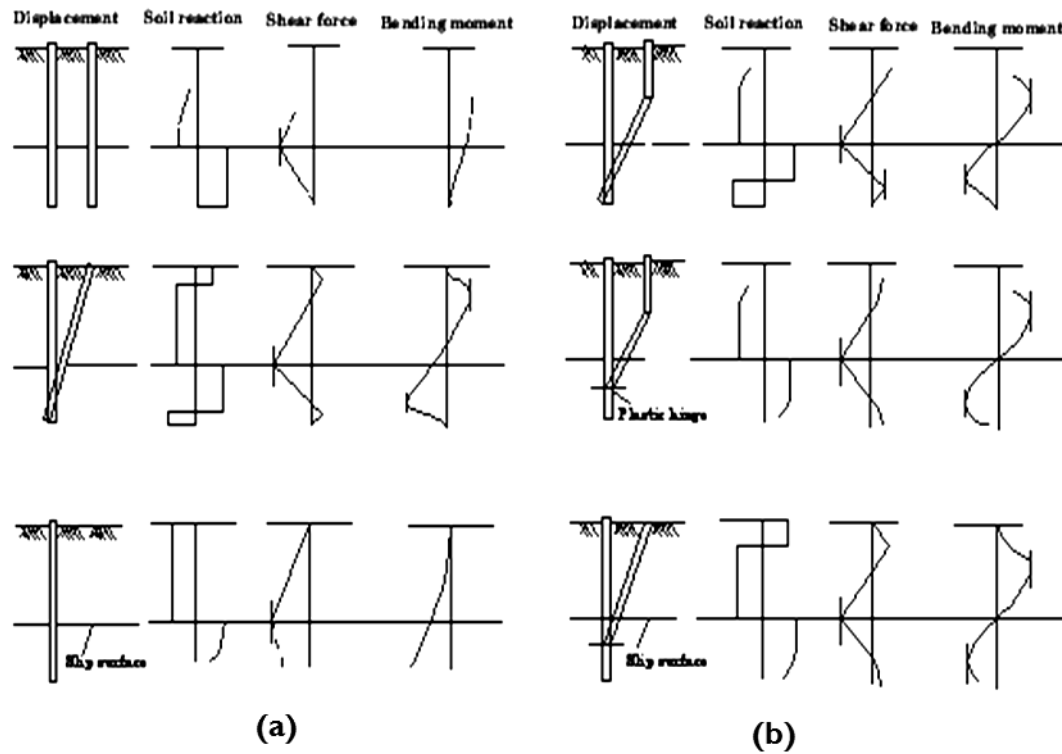 Displacement Soil reaction Shear force Bending moment
Displacement Soil reaction Shear force Bending moment
Plastic hinge
Slip surface
Slip surface
(a)
(b)